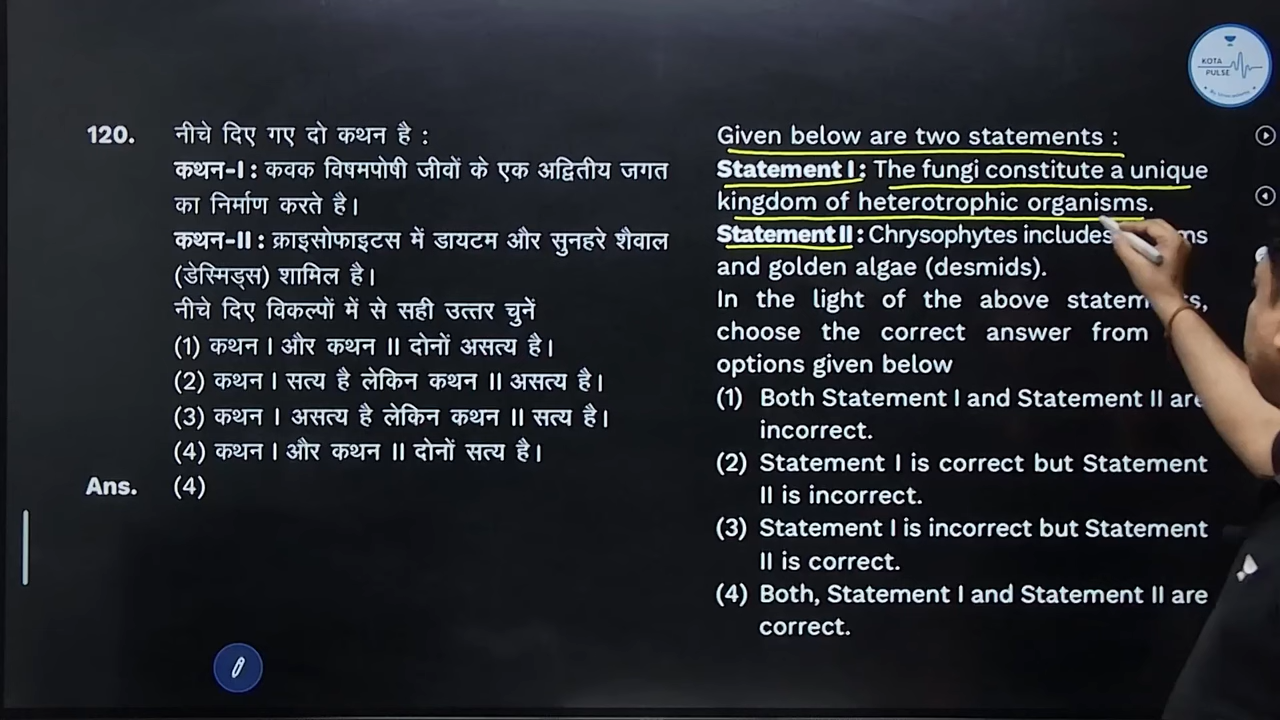 KOTA
PULSE
120. नीचे दिए गए दो कथन है :
कथन-I : कवक विषमपोषी जीवों के एक अद्वितीय जगत
का निर्माण करते है।
कथन-II : क्राइसोफाइटस में डायटम और सुनहरे शैवाल
(डेस्मिड्स) शामिल है।
नीचे दिए विकल्पों में से सही उत्तर चुनें
(1) कथन I और कथन II दोनों असत्य है।
(2) कथन I सत्य है लेकिन कथन II असत्य है।
(3) कथन I असत्य है लेकिन कथन II सत्य है।
(4) कथन I और कथन II दोनों सत्य है।
Ans. (4)
Given below are two statements :
Statement I : The fungi constitute a unique
kingdom of heterotrophic organisms.
Statement II : Chrysophytes includes
and golden algae (desmids).
In the light of the above
choose the correct answer from
options given below
(1) Both Statement I and Statement II are
incorrect.
(2) Statement I is correct but Statement
II is incorrect.
(3) Statement I is incorrect but Statement
II is correct.
(4) Both, Statement I and Statement II are
correct.